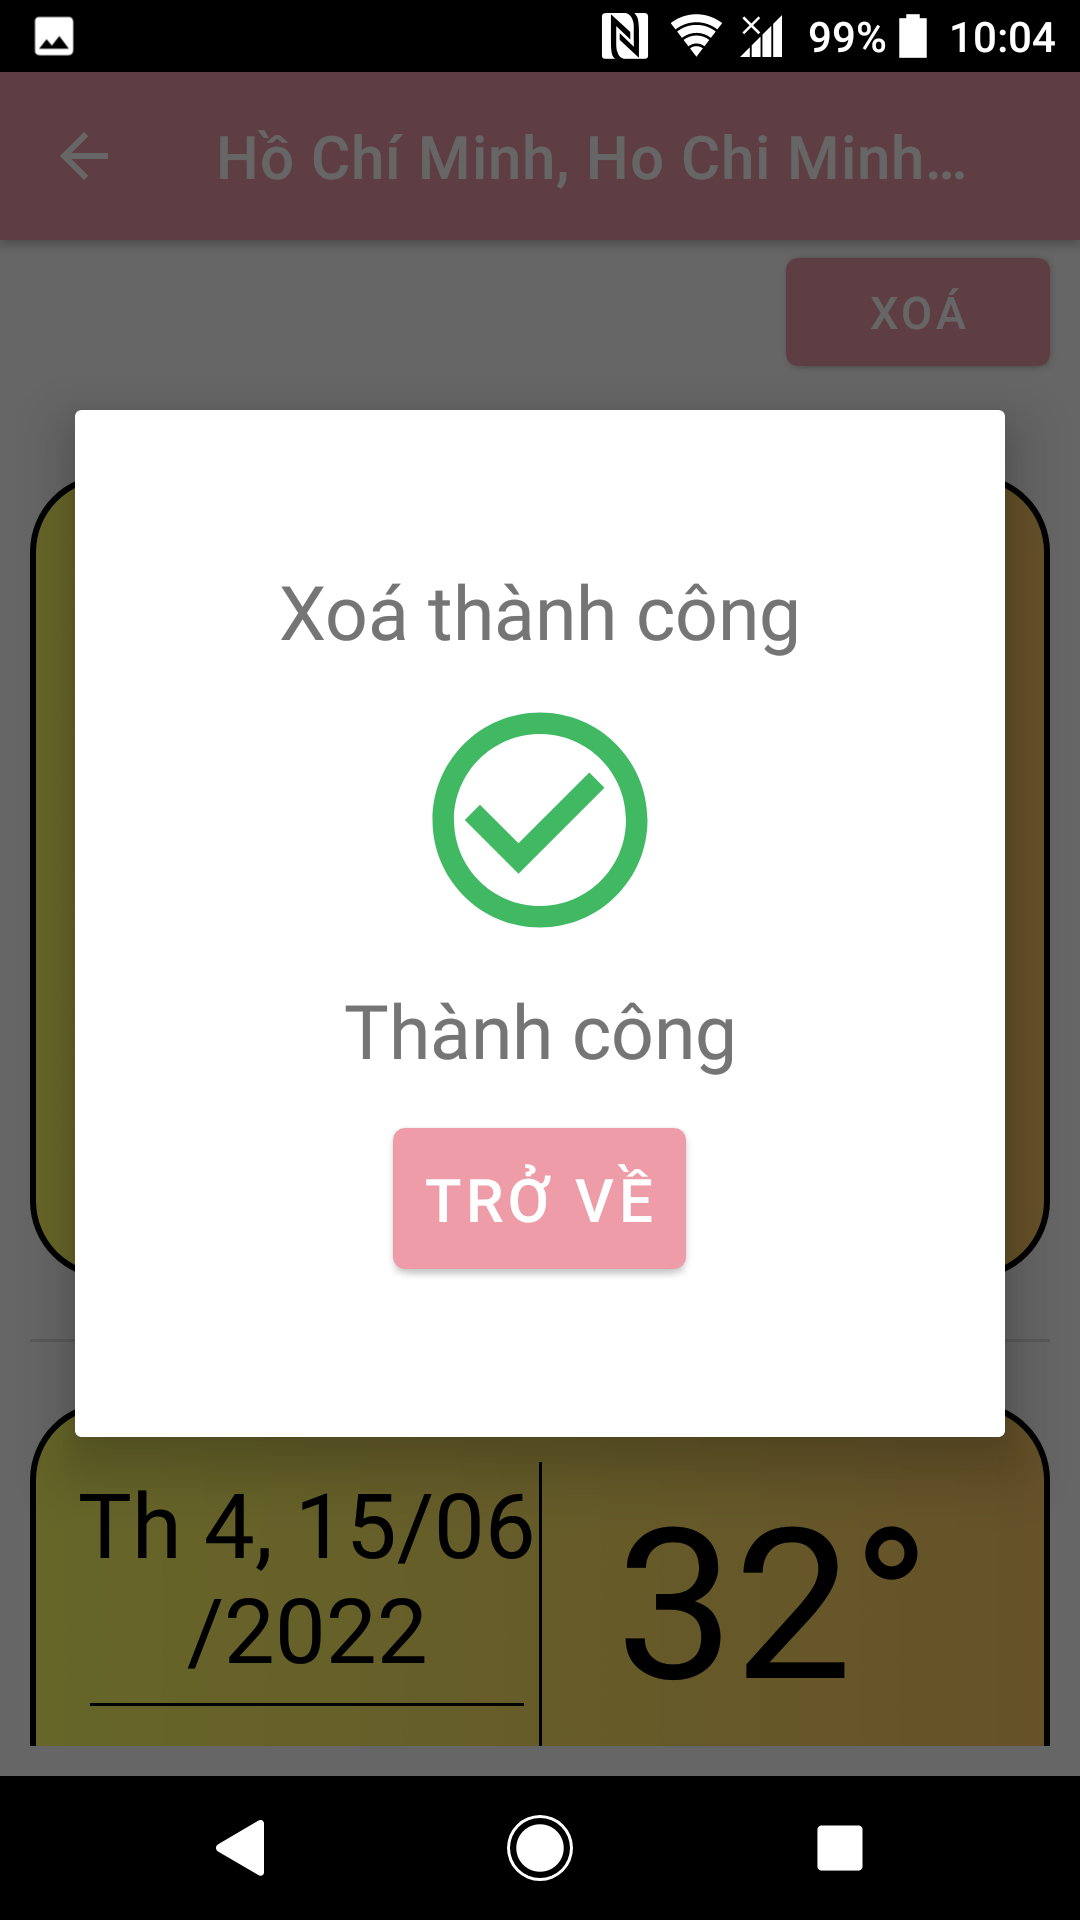 99% 10:04
Hồ Chí Minh, Ho Chi Minh...
XOÁ
Xoá thành công
Thành công
TRỞ VỀ
Th 4, 15/06
/2022
32°